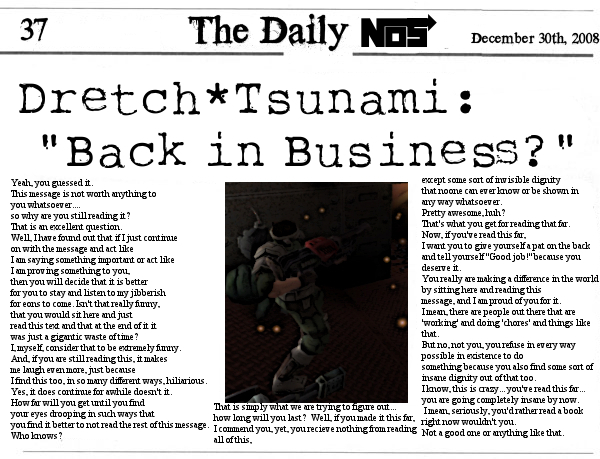 37
The Daily NOS
December 30th, 2008
Dretch*Tsunami:
"Back in Business?"
Yeah, you guessed it.
This message is not worth anything to
you whatsoever....
so why are you still reading it?
That is an excellent question.
Well, I have found out that if I just continue
on with the message and act like
I am saying something important or act like
I am proving something to you,
then you will decide that it is better
for you to stay and listen to my jibberish
for eons to come. Isn't that really funny,
that you would sit here and just
read this text and that at the end of it it
was just a gigantic waste of time?
I, myself, consider that to be extremely funny.
And, if you are still reading this, it makes
me laugh even more, just because
I find this too, in so many different ways, hiliarious.
Yes, it does continue for awhile doesn't it.
How far will you get until you find
your eyes drooping in such ways that
you find it better to not read the rest of this message.
Who knows?
That is simply what we are trying to figure out...
how long will you last? Well, if you made it this far,
I commend you, yet, you recieve nothing from reading
all of this,
except some sort of invisible dignity
that noone can ever know or be shown in
any way whatsoever.
Pretty awesome, huh?
That's what you get for reading that far.
Now, if you've read this far,
I want you to give yourself a pat on the back
and tell yourself "Good job!" because you
deserve it.
You really are making a difference in the world
by sitting here and reading this
message, and I am proud of you for it.
I mean, there are people out there that are
'working' and doing 'chores' and things like
that.
But no, not you, you refuse in every way
possible in existence to do
something because you also find some sort of
insane dignity out of that too.
I know, this is crazy...you've read this far...
you are going completely insane by now.
I mean, seriously, you'd rather read a book
right now wouldn't you.
Not a good one or anything like that.